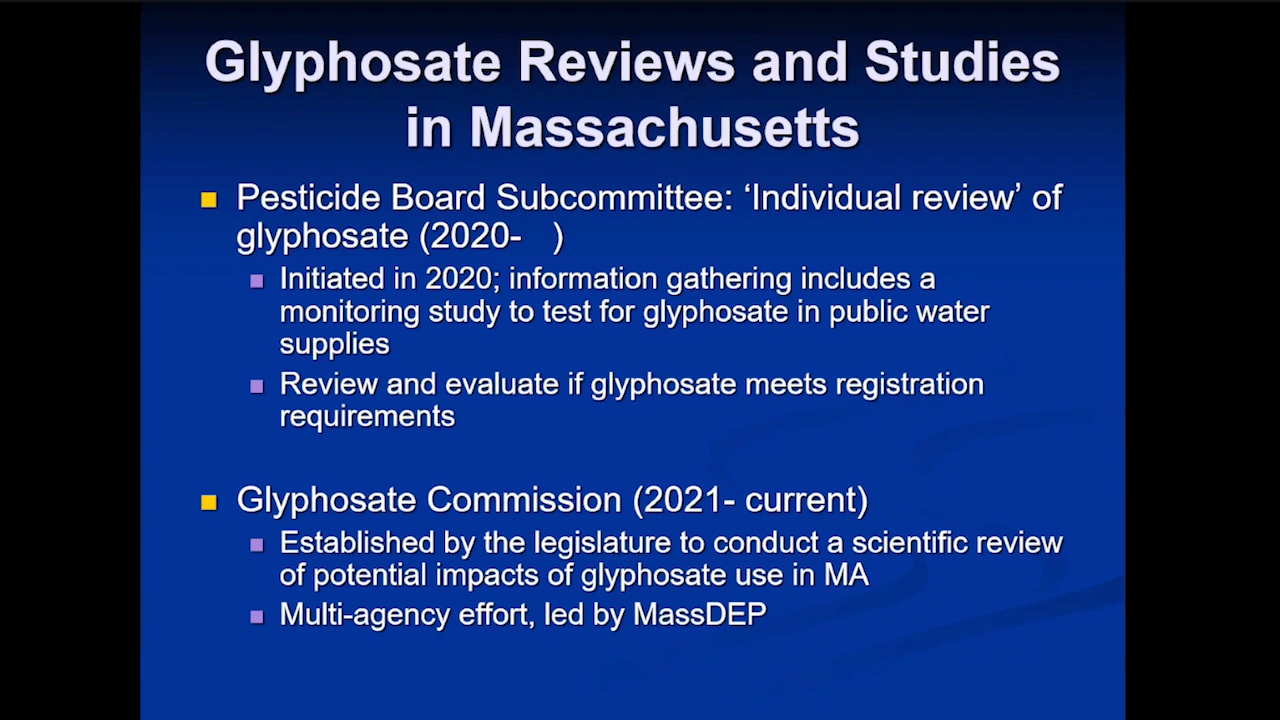 Glyphosate Reviews and Studies
in Massachusetts
Pesticide Board Subcommittee: ‘Individual review’ of
glyphosate (2020-   )
Initiated in 2020; information gathering includes a
monitoring study to test for glyphosate in public water
supplies
Review and evaluate if glyphosate meets registration
requirements
Glyphosate Commission (2021- current)
Established by the legislature to conduct a scientific review
of potential impacts of glyphosate use in MA
Multi-agency effort, led by MassDEP